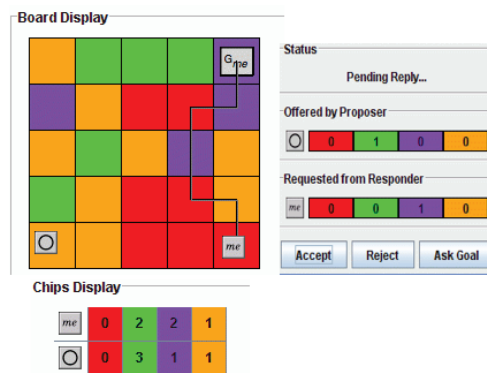 Board Display
G me
me
Status
Pending Reply...
Offered by Proposer
0 1 0 0
Requested from Responder
me 0 0 1 0
Accept Reject Ask Goal
Chips Display
me 0 2 2 1
0 3 1 1